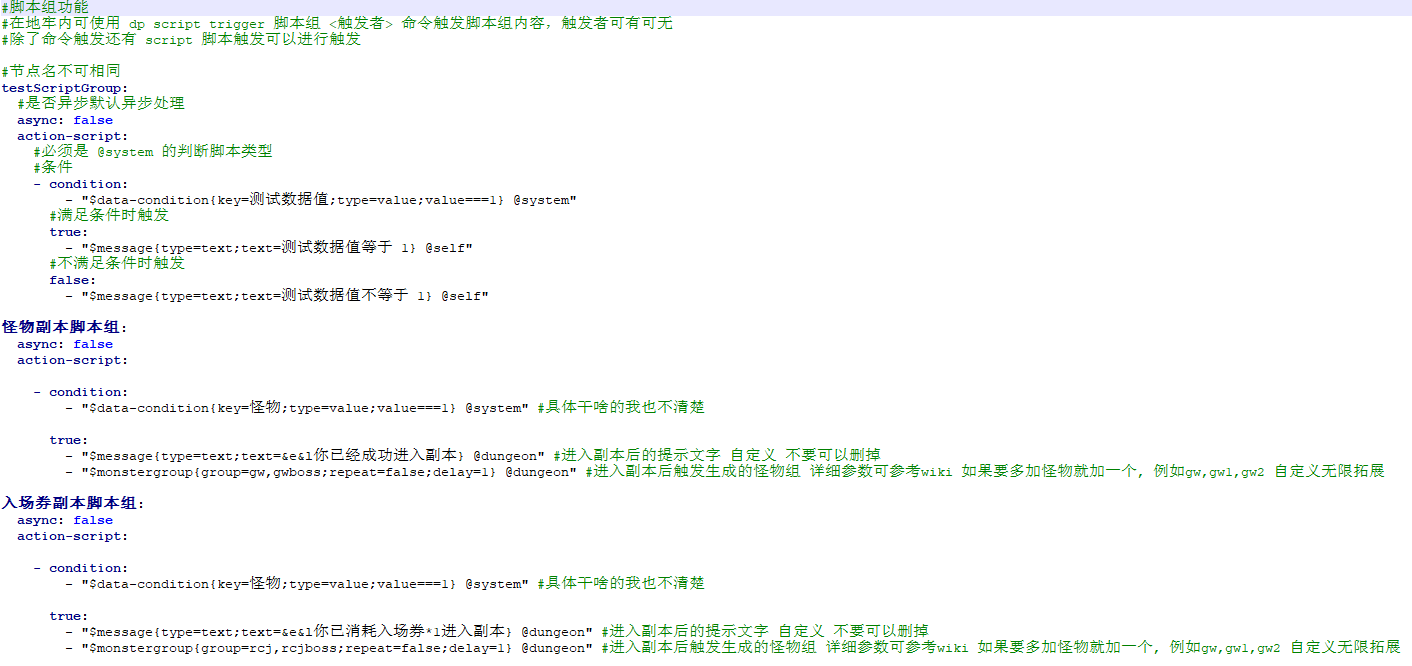 #脚本组功能
#在地牢内可使用 dp script trigger 脚本组 <触发者> 命令触发脚本组内容，触发者可有可无
#除了命令触发还有 script 脚本触发可以进行触发
#节点名不可相同
testScriptGroup:
  #是否异步默认异步处理
  async: false
  action-script:
    #必须是 @system 的判断脚本类型
    #条件
    - condition:
        - "$data-condition{key=测试数据值;type=value;value===1} @system"
      #满足条件时触发
      true:
        - "$message{type=text;text=测试数据值等于 1} @self"
      #不满足条件时触发
      false:
        - "$message{type=text;text=测试数据值不等于 1} @self"
怪物副本脚本组:
  async: false
  action-script:
    - condition:
        - "$data-condition{key=怪物;type=value;value===1} @system" #具体干啥的我也不清楚
      true:
        - "$message{type=text;text=&e&l你已经成功进入副本} @dungeon" #进入副本后的提示文字 自定义 不要可以删掉
        - "$monstergroup{group=gw,gwboss;repeat=false;delay=1} @dungeon" #进入副本后触发生成的怪物组 详细参数可参考wiki 如果要多加怪物就加一个, 例如gw,gw1,gw2 自定义无限拓展
入场券副本脚本组:
  async: false
  action-script:
    - condition:
        - "$data-condition{key=怪物;type=value;value===1} @system" #具体干啥的我也不清楚
      true:
        - "$message{type=text;text=&e&l你已消耗入场券*1进入副本} @dungeon" #进入副本后的提示文字 自定义 不要可以删掉
        - "$monstergroup{group=rcj,rcjboss;repeat=false;delay=1} @dungeon" #进入副本后触发生成的怪物组 详细参数可参考wiki 如果要多加怪物就加一个, 例如gw,gw1,gw2 自定义无限拓展